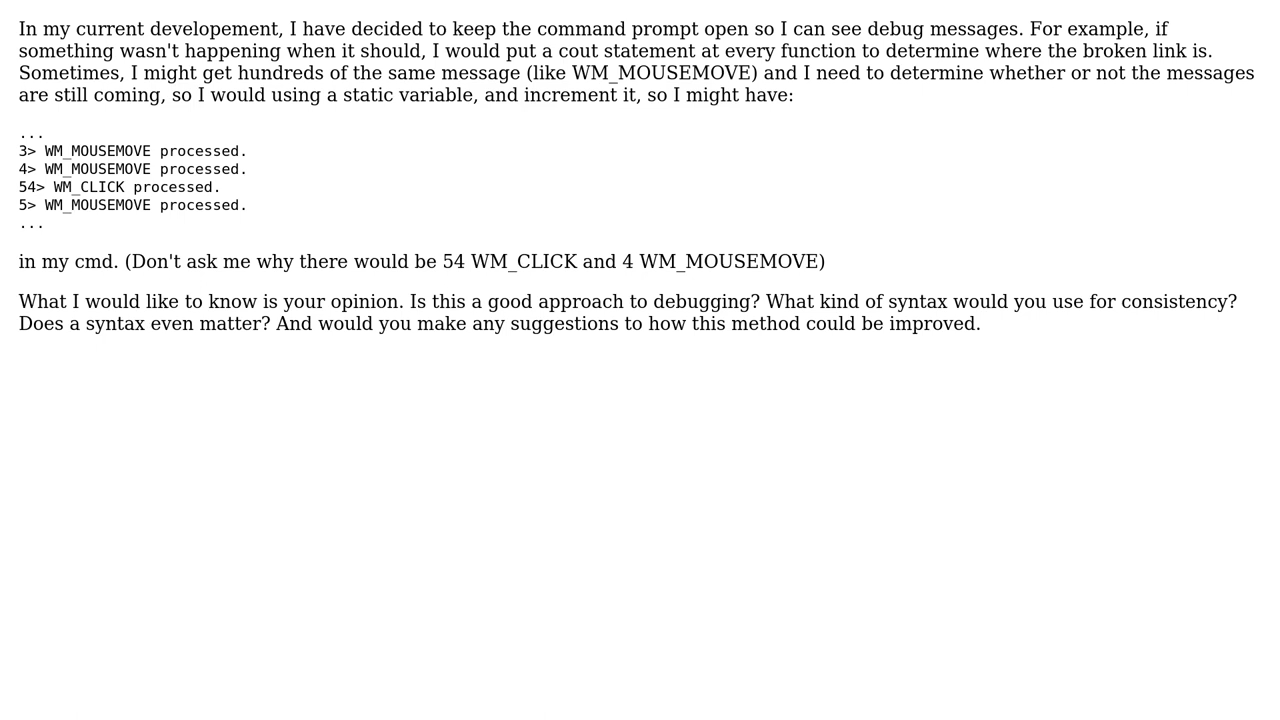 In my current developement, I have decided to keep the command prompt open so I can see debug messages. For example, if
something wasn't happening when it should, I would put a cout statement at every function to determine where the broken link is.
Sometimes, I might get hundreds of the same message (like WM_MOUSEMOVE) and I need to determine whether or not the messages
are still coming, so I would using a static variable, and increment it, so I might have:
...
3> WM_MOUSEMOVE processed.
4> WM_MOUSEMOVE processed.
54> WM_CLICK processed.
5> WM_MOUSEMOVE processed.
...
in my cmd. (Don't ask me why there would be 54 WM_CLICK and 4 WM_MOUSEMOVE)
What I would like to know is your opinion. Is this a good approach to debugging? What kind of syntax would you use for consistency?
Does a syntax even matter? And would you make any suggestions to how this method could be improved.